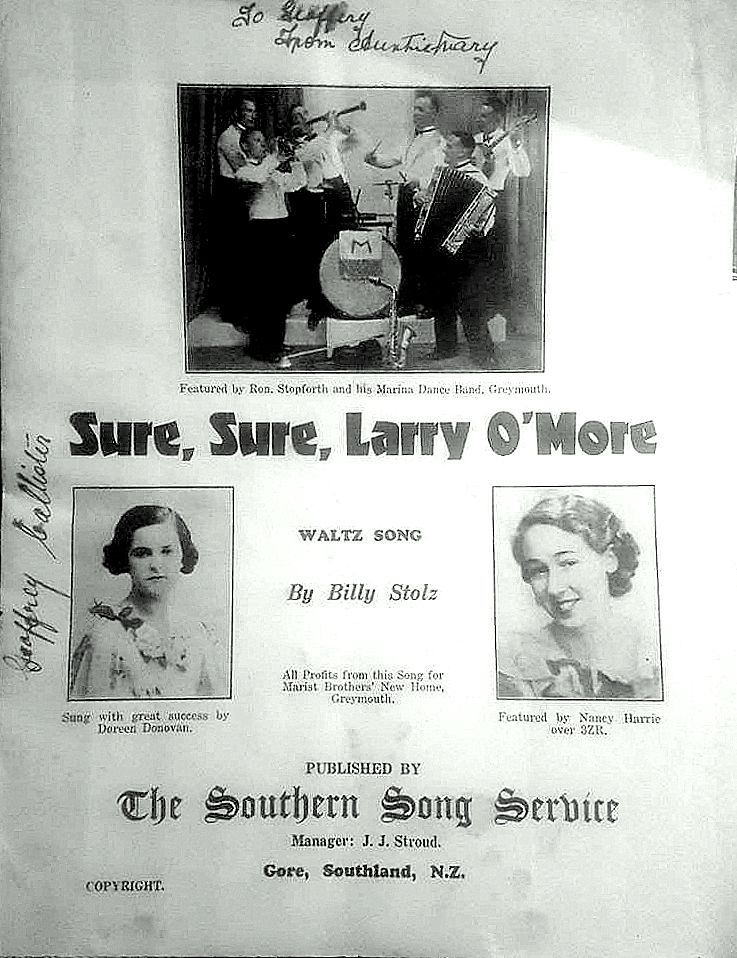 To Geoffery
From Auntie Mary
M
Featured by Ron. Stopforth and his Marina Dance Band, Greymouth.
Sure, Sure, Larry O'More
Geoffrey Callister
WALTZ SONG
By Billy Stolz
All Profits from this Song for
Marist Brothers' New Home,
Greymouth.
Sung with great success by
Doreen Donovan.
Featured by Nancy Harrie
over 3ZR.
PUBLISHED BY
The Southern Song Service
Manager: J. J. Stroud.
Gore, Southland, N.Z.
COPYRIGHT.